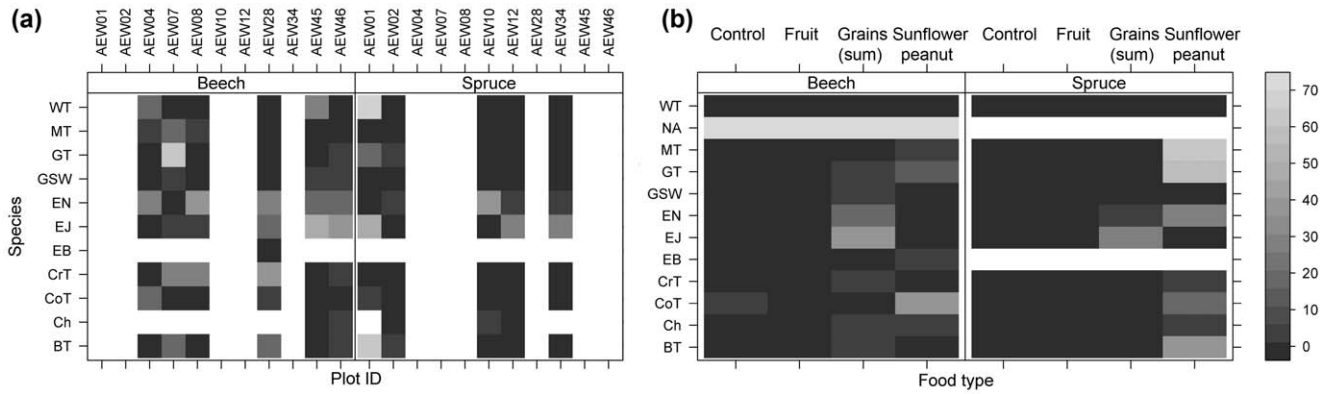 (a)
AEW01 AEW02 AEW04 AEW07 AEW08 AEW10 AEW12 AEW28 AEW34 AEW45 AEW46 AEW01 AEW02 AEW04 AEW07 AEW08 AEW10 AEW12 AEW28 AEW34 AEW45 AEW46
Beech Spruce
Species
WT
MT
GT
GSW
EN
EJ
EB
CrT
CoT
Ch
BT
Plot ID
(b)
Control Fruit Grains Sunflower Control Fruit Grains Sunflower
(sum) peanut (sum) peanut
Beech Spruce
WT
NA
MT
GT
GSW
EN
EJ
EB
CrT
CoT
Ch
BT
Food type
70
60
50
40
30
20
10
0